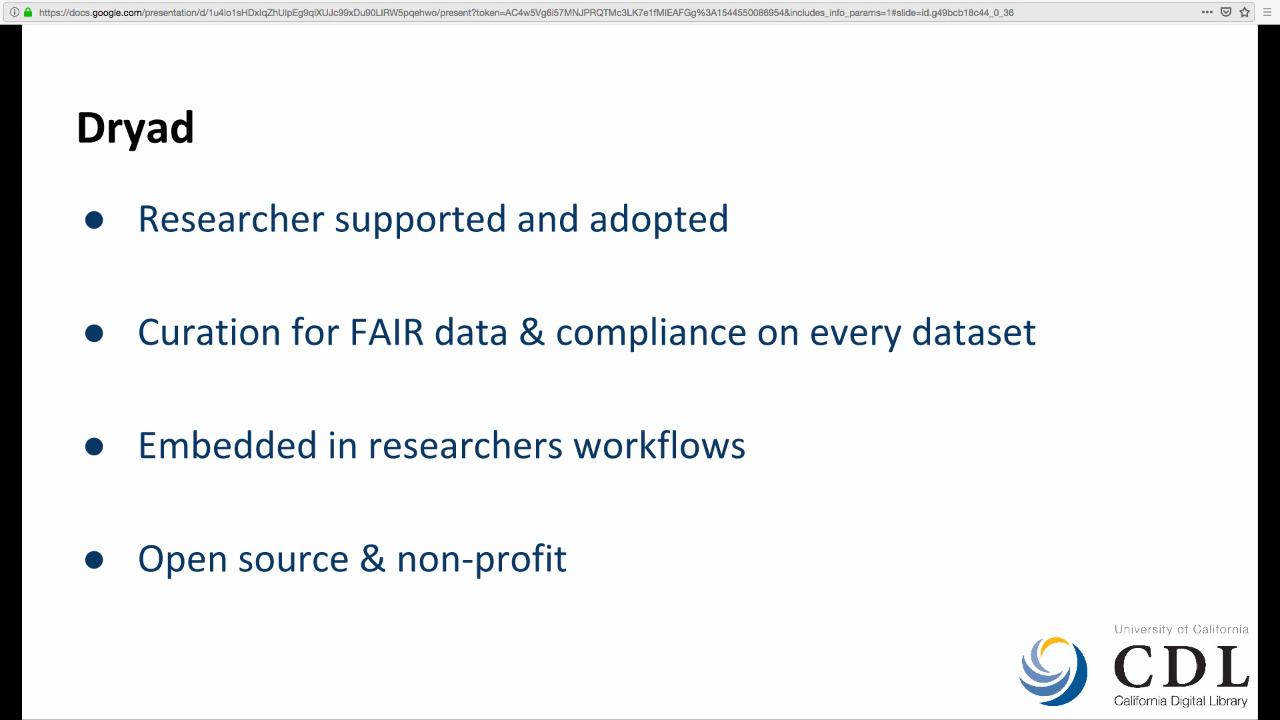 https://docs.google.com/presentation/d/1u4lo1sHDxlqZhUlpEg9qiXUJc99xDu90LlRW5pqehwo/present?token=AC4w5Vg6i57MNJPRQTMc3LK7e1fMIEAFGg%3A1544550086954&includes_info_params=1#slide=id.g49bcb18c44_0_36
Dryad
● Researcher supported and adopted
● Curation for FAIR data & compliance on every dataset
● Embedded in researchers workflows
● Open source & non-profit
University of California
CDL
California Digital Library